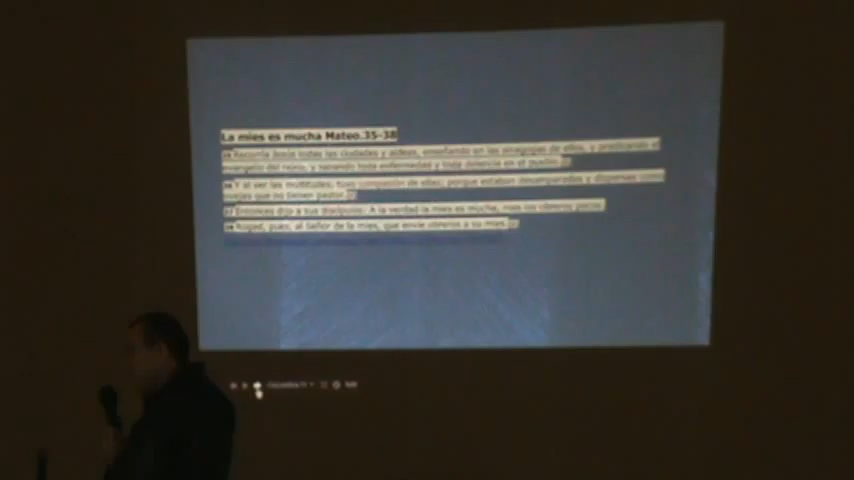 La mies es mucha Mateo.35-38
35 Recorría Jesús todas las ciudades y aldeas, enseñando en las sinagogas de ellos, y predicando el
evangelio del reino, y sanando toda enfermedad y toda dolencia en el pueblo.
36 Y al ver las multitudes, tuvo compasión de ellas; porque estaban desamparadas y dispersas como
ovejas que no tienen pastor.
37 Entonces dijo a sus discípulos: A la verdad la mies es mucha, mas los obreros pocos.
38 Rogad, pues, al Señor de la mies, que envíe obreros a su mies.